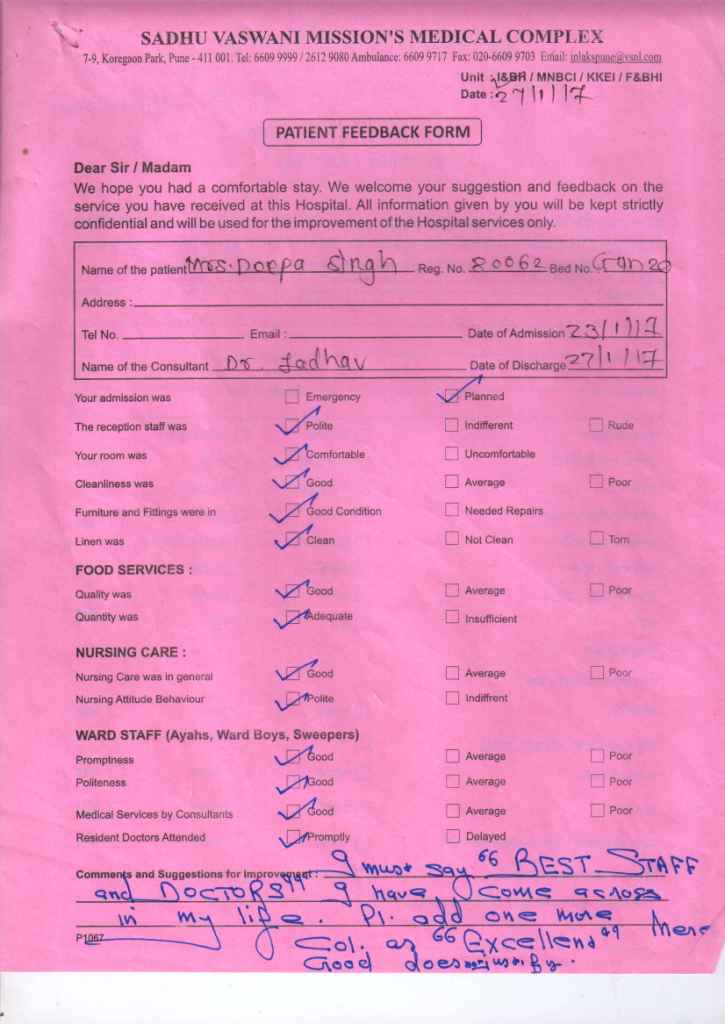 SADHU VASWANI MISSION'S MEDICAL COMPLEX
7-9, Koregaon Park, Pune - 411 001. Tel: 6609 9999 / 2612 9080 Ambulance: 6609 9717 Fax: 020-6609 9703 Email: inlakspune@vsnl.com
Unit : I&BH / MNBCI / KKEI / F&BHI
Date : 27/1/17
PATIENT FEEDBACK FORM
Dear Sir / Madam
We hope you had a comfortable stay. We welcome your suggestion and feedback on the
service you have received at this Hospital. All information given by you will be kept strictly
confidential and will be used for the improvement of the Hospital services only.
Name of the patient Mrs. Deepa Singh Reg. No. 80062 Bed No. Gan 20
Address :
Tel No. Email : Date of Admission 23/1/17
Name of the Consultant Dr. Jadhav Date of Discharge 27/1/17
Your admission was Emergency Planned
The reception staff was Polite Indifferent Rude
Your room was Comfortable Uncomfortable
Cleanliness was Good Average Poor
Furniture and Fittings were in Good Condition Needed Repairs
Linen was Clean Not Clean Torn
FOOD SERVICES :
Quality was Good Average Poor
Quantity was Adequate Insufficient
NURSING CARE :
Nursing Care was in general Good Average Poor
Nursing Attitude Behaviour Polite Indiffrent
WARD STAFF (Ayahs, Ward Boys, Sweepers)
Promptness Good Average Poor
Politeness Good Average Poor
Medical Services by Consultants Good Average Poor
Resident Doctors Attended Promptly Delayed
Comments and Suggestions for Improvement : I must say "BEST STAFF
and DOCTORS" I have come across
in my life. Pl. add one more Mere
P1067 Col. as "Excellend"
Good does